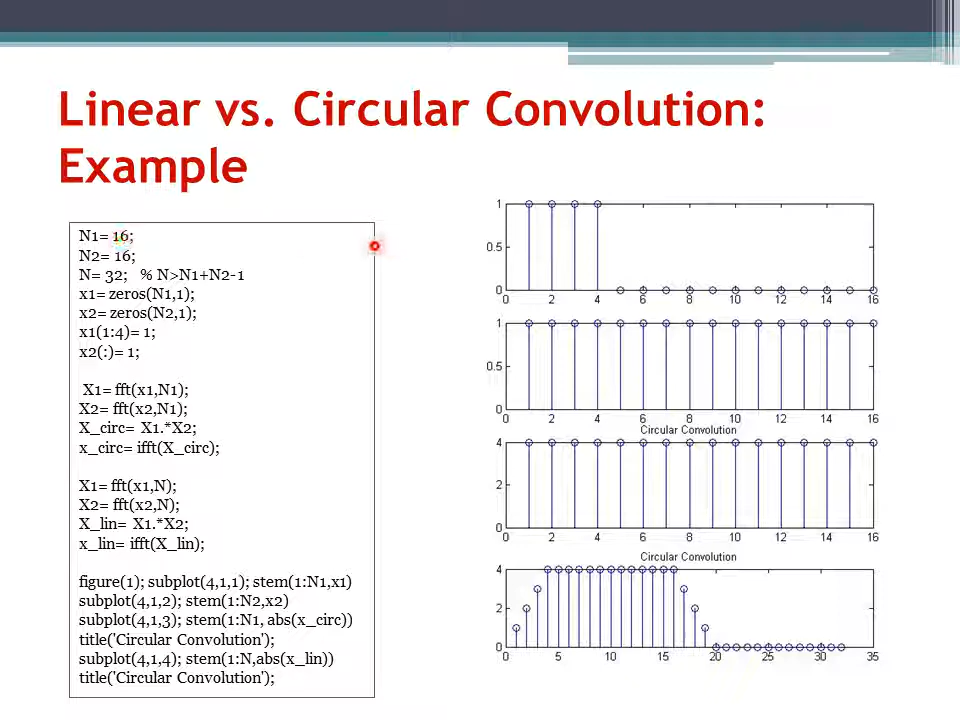 Linear vs. Circular Convolution:
Example
N1= 16;
N2= 16;
N= 32;   % N>N1+N2-1
x1= zeros(N1,1);
x2= zeros(N2,1);
x1(1:4)= 1;
x2(:)= 1;
X1= fft(x1,N1);
X2= fft(x2,N1);
X_circ=  X1.*X2;
x_circ= ifft(X_circ);
X1= fft(x1,N);
X2= fft(x2,N);
X_lin=  X1.*X2;
x_lin= ifft(X_lin);
figure(1); subplot(4,1,1); stem(1:N1,x1)
subplot(4,1,2); stem(1:N2,x2)
subplot(4,1,3); stem(1:N1, abs(x_circ))
title('Circular Convolution');
subplot(4,1,4); stem(1:N,abs(x_lin))
title('Circular Convolution');
1
0.5
0
0 2 4 6 8 10 12 14 16
1
0.5
0
0 2 4 6 8 10 12 14 16
Circular Convolution
4
2
0
0 2 4 6 8 10 12 14 16
Circular Convolution
4
2
0
0 5 10 15 20 25 30 35